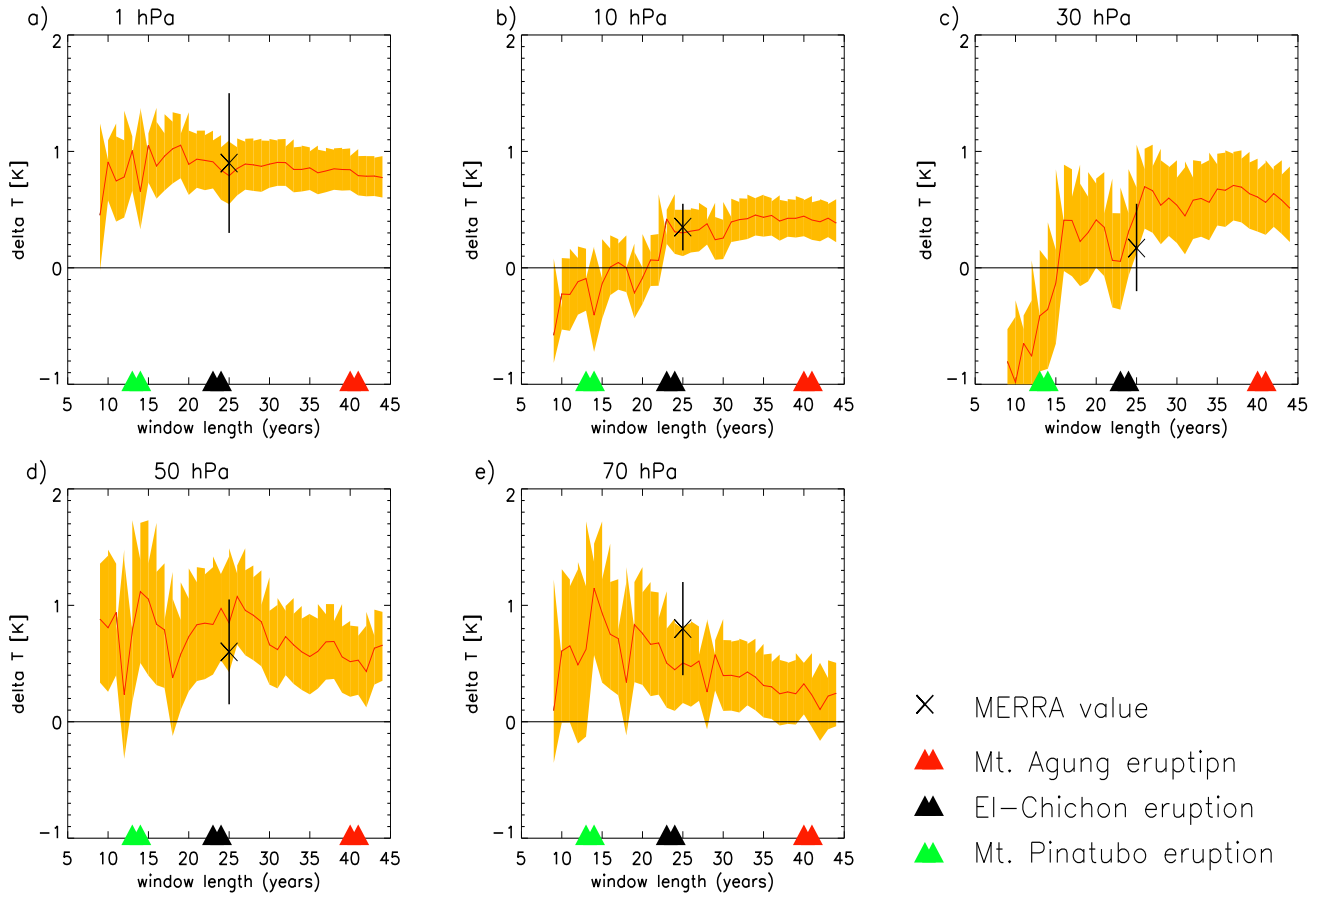 a) 1 hPa
2
1
0
−1
delta T [K]
5 10 15 20 25 30 35 40 45
window length (years)
b) 10 hPa
2
1
0
−1
delta T [K]
5 10 15 20 25 30 35 40 45
window length (years)
c) 30 hPa
2
1
0
−1
delta T [K]
5 10 15 20 25 30 35 40 45
window length (years)
d) 50 hPa
2
1
0
−1
delta T [K]
5 10 15 20 25 30 35 40 45
window length (years)
e) 70 hPa
2
1
0
−1
delta T [K]
5 10 15 20 25 30 35 40 45
window length (years)
MERRA value
Mt. Agung eruptipn
El−Chichon eruption
Mt. Pinatubo eruption